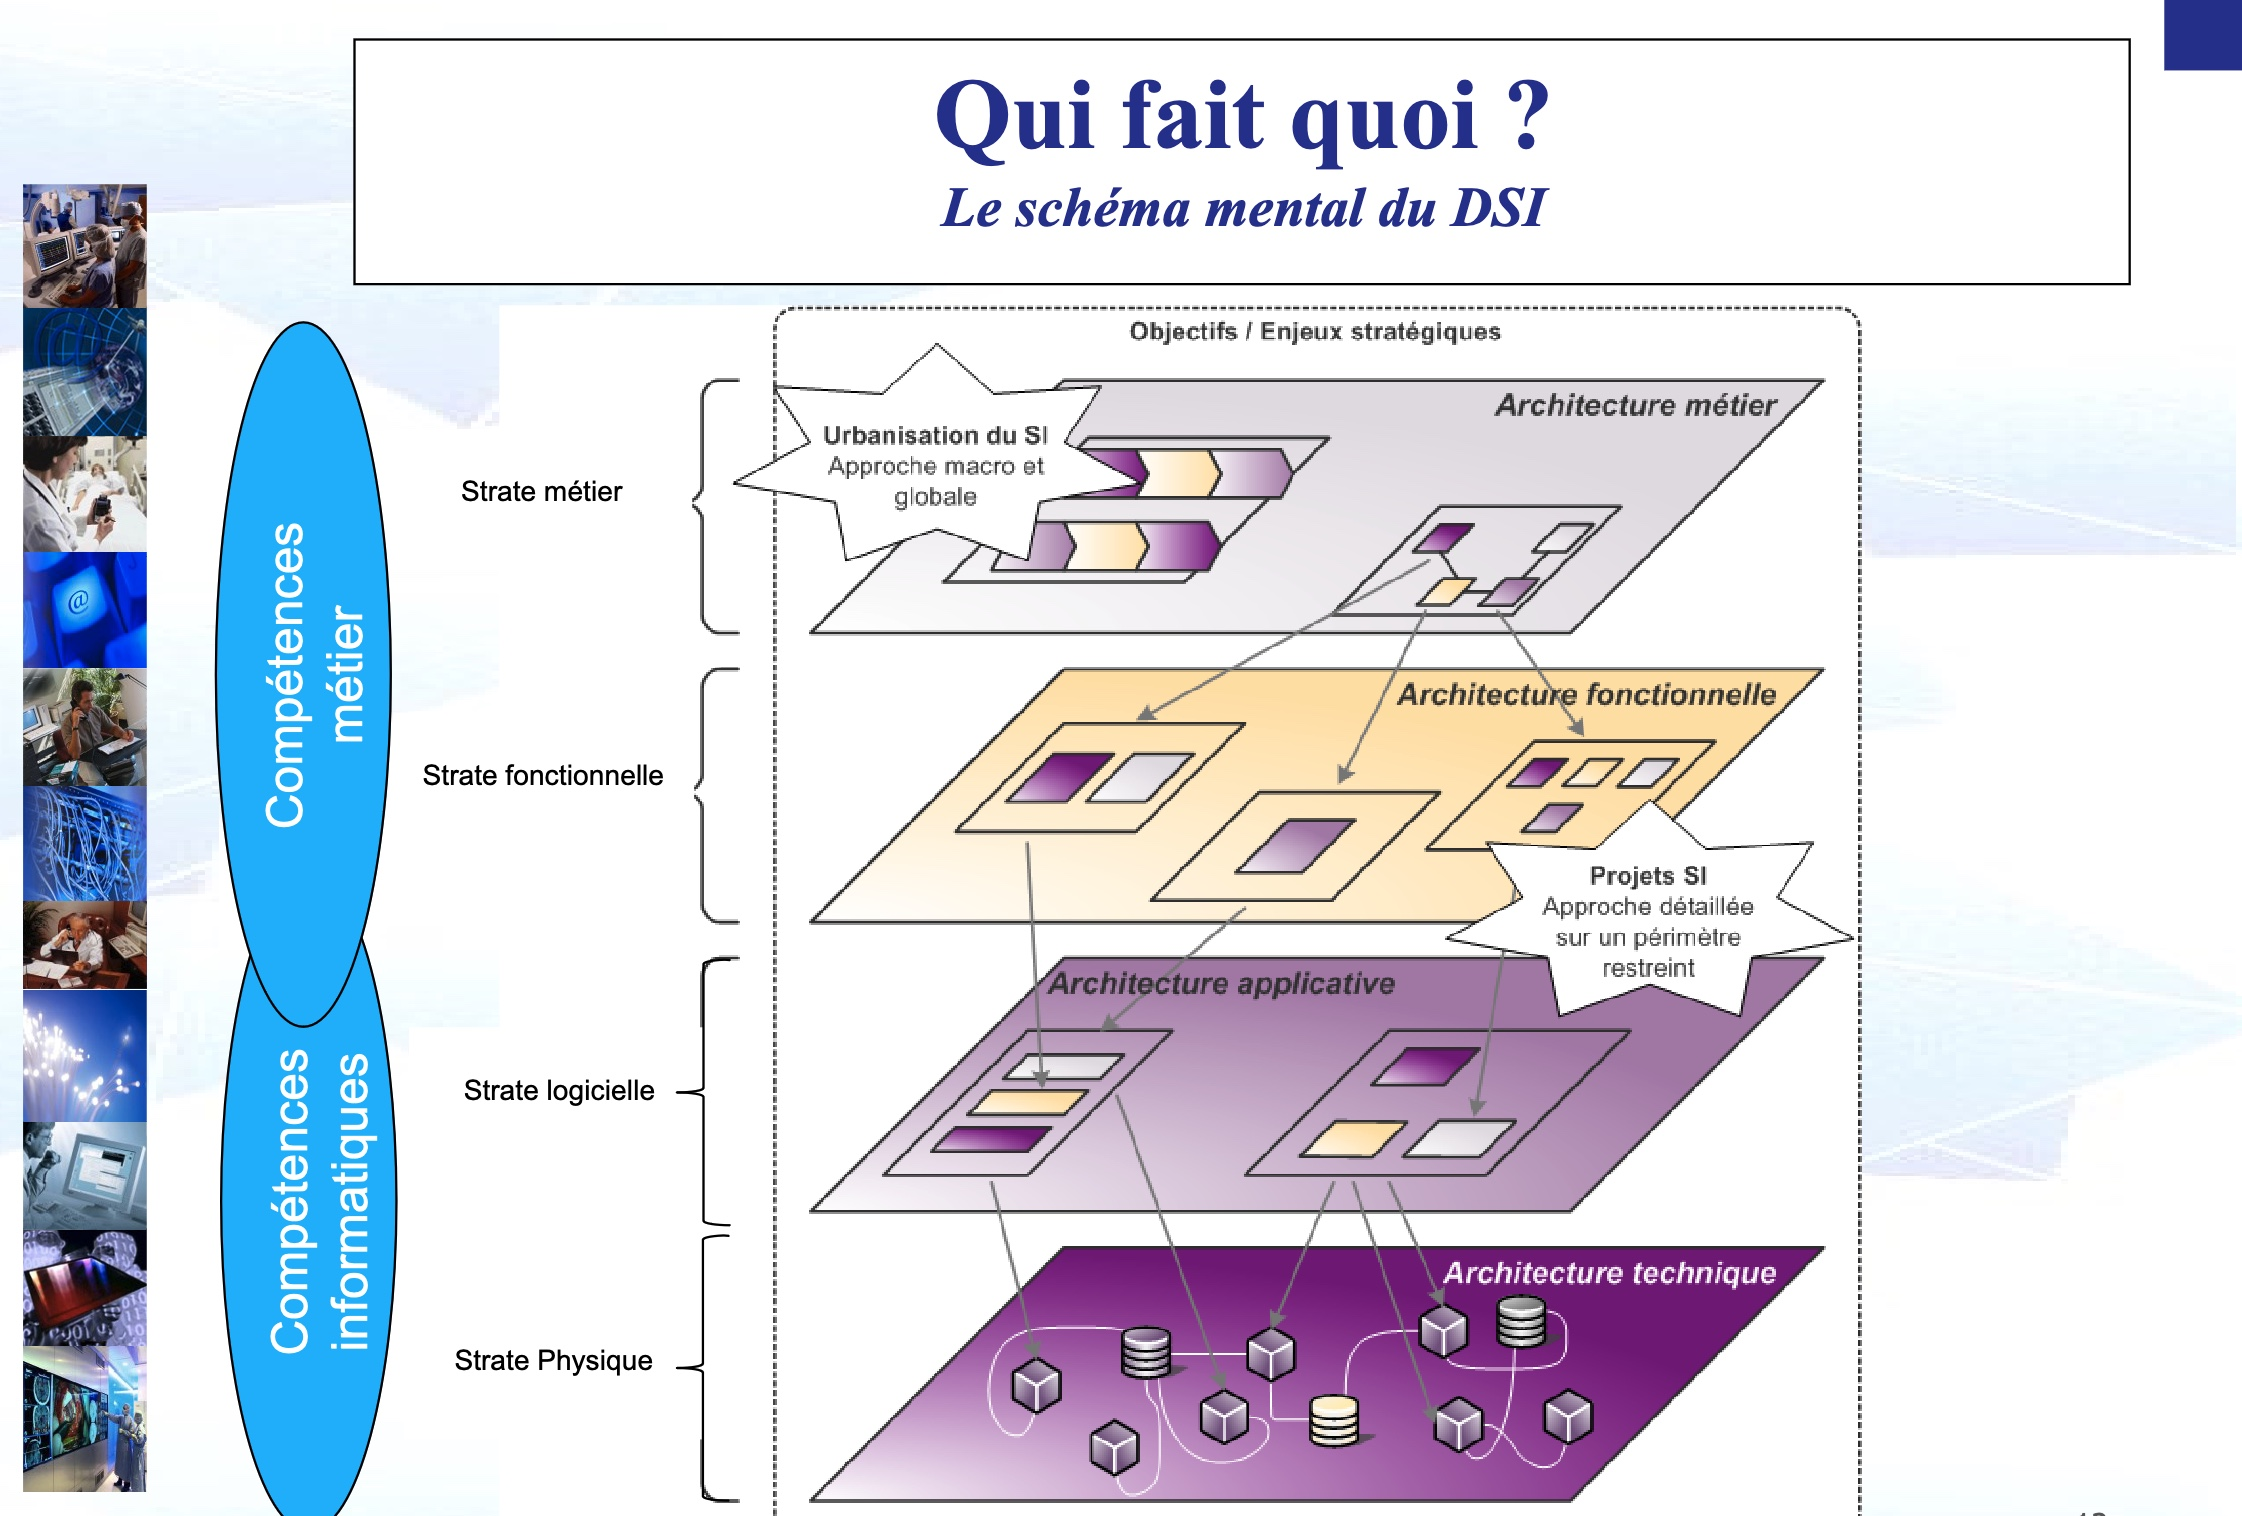 Qui fait quoi ?
Le schéma mental du DSI
Objectifs / Enjeux stratégiques
Architecture métier
Urbanisation du SI
Approche macro et
globale
Strate métier
Compétences
métier
Architecture fonctionnelle
Strate fonctionnelle
Projets SI
Approche détaillée
sur un périmètre
restreint
Architecture applicative
Strate logicielle
Compétences
informatiques
Architecture technique
Strate Physique